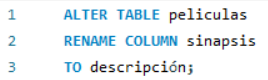 1 ALTER TABLE peliculas
2 RENAME COLUMN sinapsis
3 TO descripción;